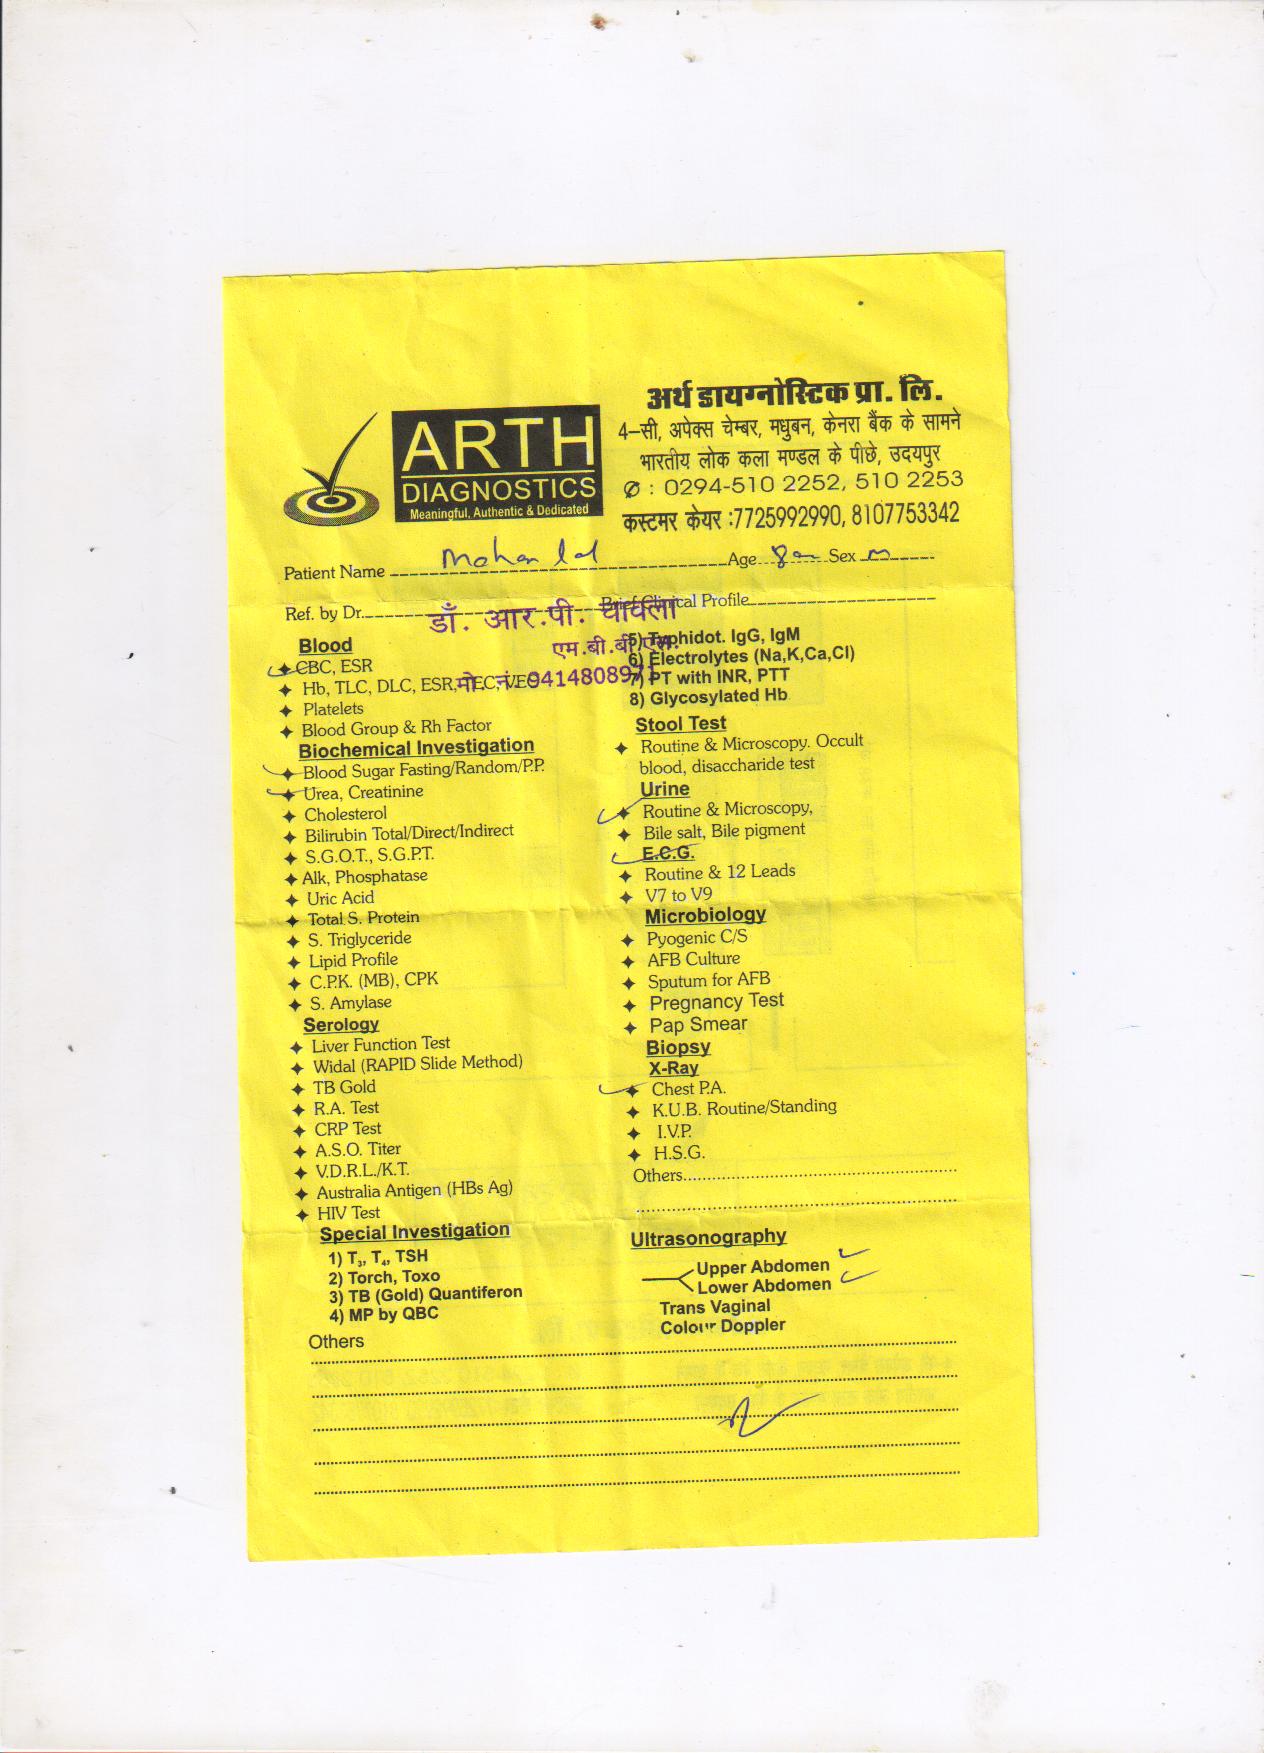 अर्थ डायग्नोस्टिक प्रा. लि.
4–सी, अपेक्स चेम्बर, मधुबन, केनरा बैंक के सामने
भारतीय लोक कला मण्डल के पीछे, उदयपुर
: 0294-510 2252, 510 2253
कस्टमर केयर :7725992990, 8107753342
ARTH
DIAGNOSTICS
Meaningful, Authentic & Dedicated
Patient Name Mohan lal Age Sex m
Ref. by Dr. Brief Clinical Profile
डॉ. आर.पी. चावला
एम.बी.बी.एस.
मो. नं. 9414808971
Blood
CBC, ESR
Hb, TLC, DLC, ESR,
Platelets
Blood Group & Rh Factor
Biochemical Investigation
Blood Sugar Fasting/Random/P.P.
Urea, Creatinine
Cholesterol
Bilirubin Total/Direct/Indirect
S.G.O.T., S.G.P.T.
Alk, Phosphatase
Uric Acid
Total S. Protein
S. Triglyceride
Lipid Profile
C.P.K. (MB), CPK
S. Amylase
Serology
Liver Function Test
Widal (RAPID Slide Method)
TB Gold
R.A. Test
CRP Test
A.S.O. Titer
V.D.R.L./K.T.
Australia Antigen (HBs Ag)
HIV Test
Special Investigation
1) T3, T4, TSH
2) Torch, Toxo
3) TB (Gold) Quantiferon
4) MP by QBC
5) Typhidot. IgG, IgM
6) Electrolytes (Na,K,Ca,Cl)
7) PT with INR, PTT
8) Glycosylated Hb
Stool Test
Routine & Microscopy. Occult
blood, disaccharide test
Urine
Routine & Microscopy,
Bile salt, Bile pigment
E.C.G.
Routine & 12 Leads
V7 to V9
Microbiology
Pyogenic C/S
AFB Culture
Sputum for AFB
Pregnancy Test
Pap Smear
Biopsy
X-Ray
Chest P.A.
K.U.B. Routine/Standing
I.V.P.
H.S.G.
Others
Ultrasonography
Upper Abdomen
Lower Abdomen
Trans Vaginal
Colour Doppler
Others